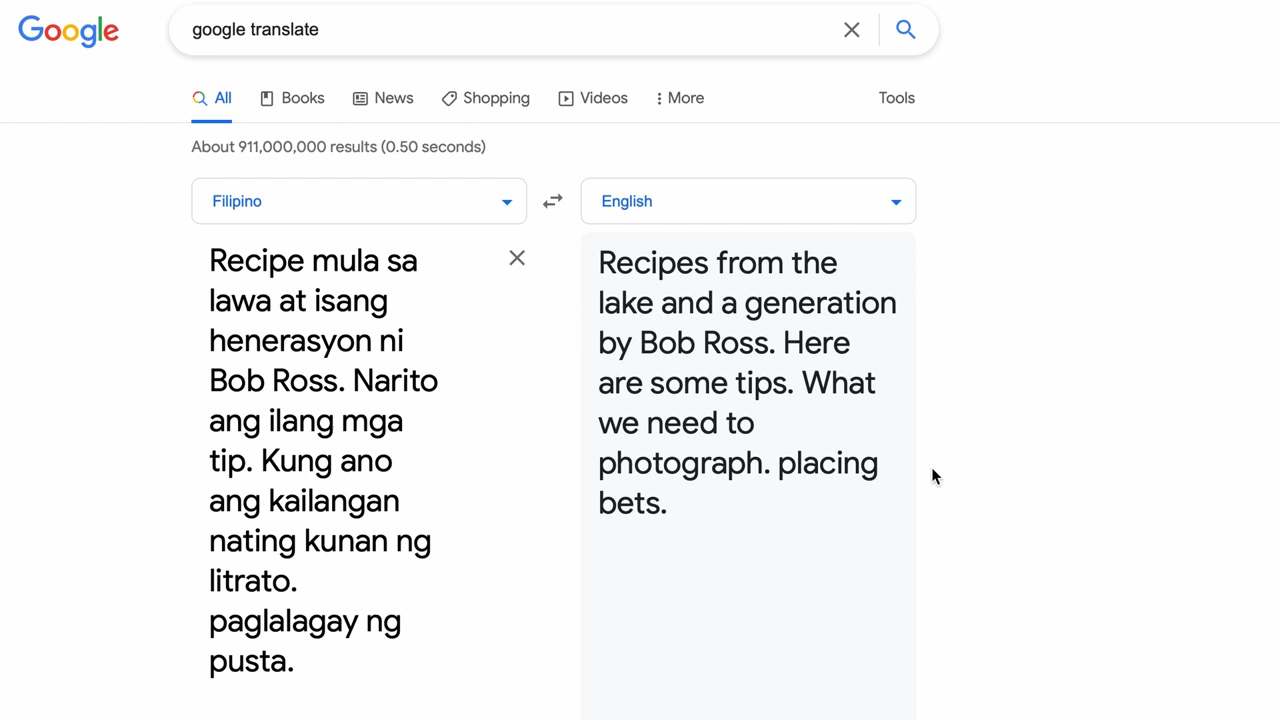 Google
google translate
All Books News Shopping Videos More Tools
About 911,000,000 results (0.50 seconds)
Filipino
English
Recipe mula sa
lawa at isang
henerasyon ni
Bob Ross. Narito
ang ilang mga
tip. Kung ano
ang kailangan
nating kunan ng
litrato.
paglalagay ng
pusta.
Recipes from the
lake and a generation
by Bob Ross. Here
are some tips. What
we need to
photograph. placing
bets.